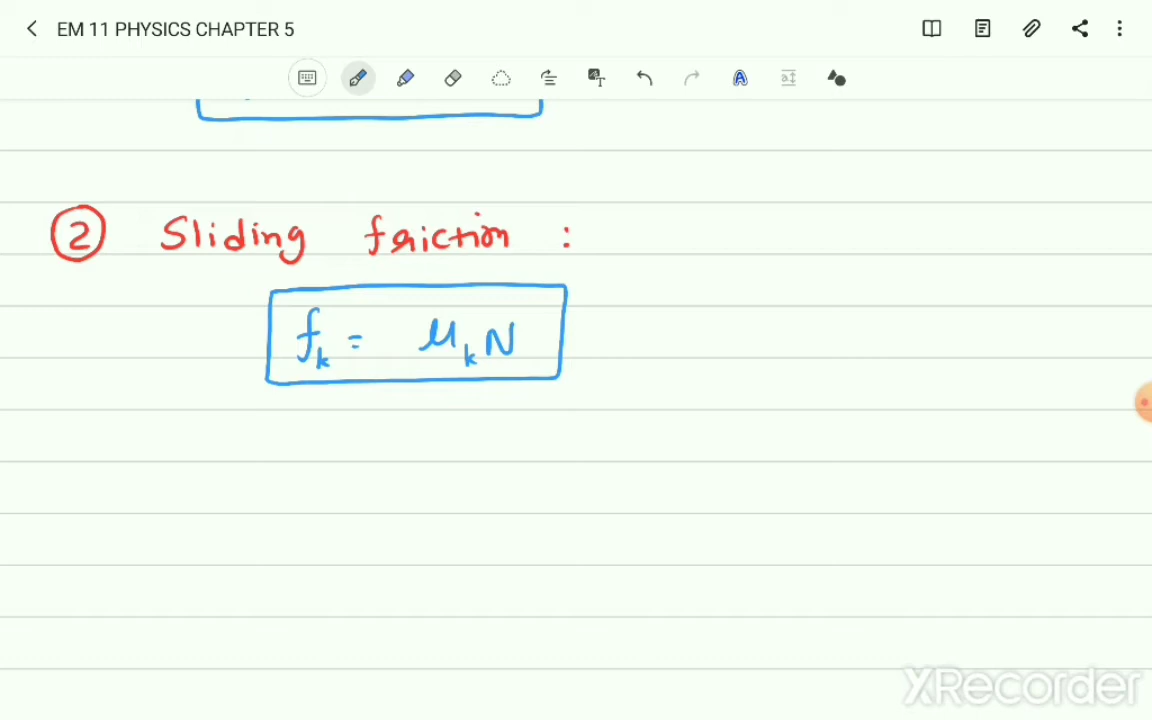 EM 11 PHYSICS CHAPTER 5
② Sliding friction :
fₖ = μₖ N
XRecorder